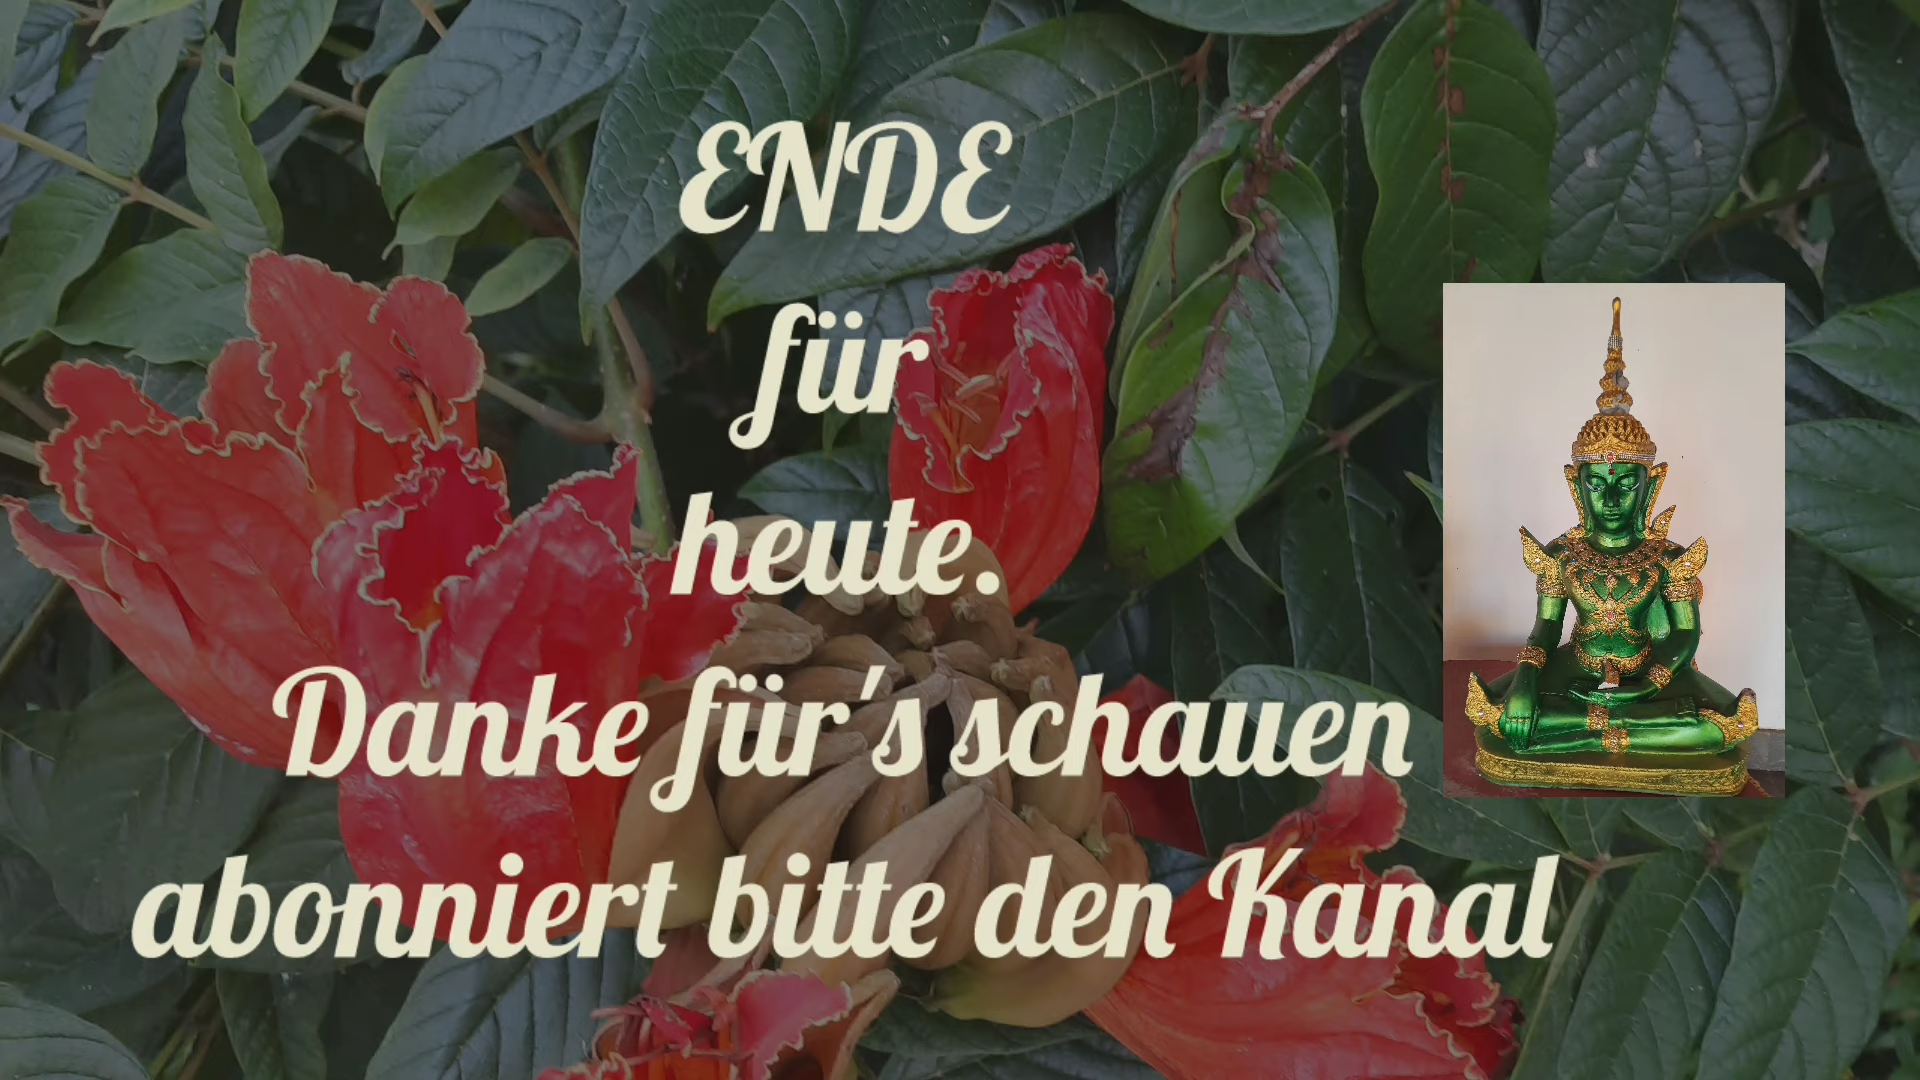 ENDE
für
heute.
Danke für's schauen
abonniert bitte den Kanal